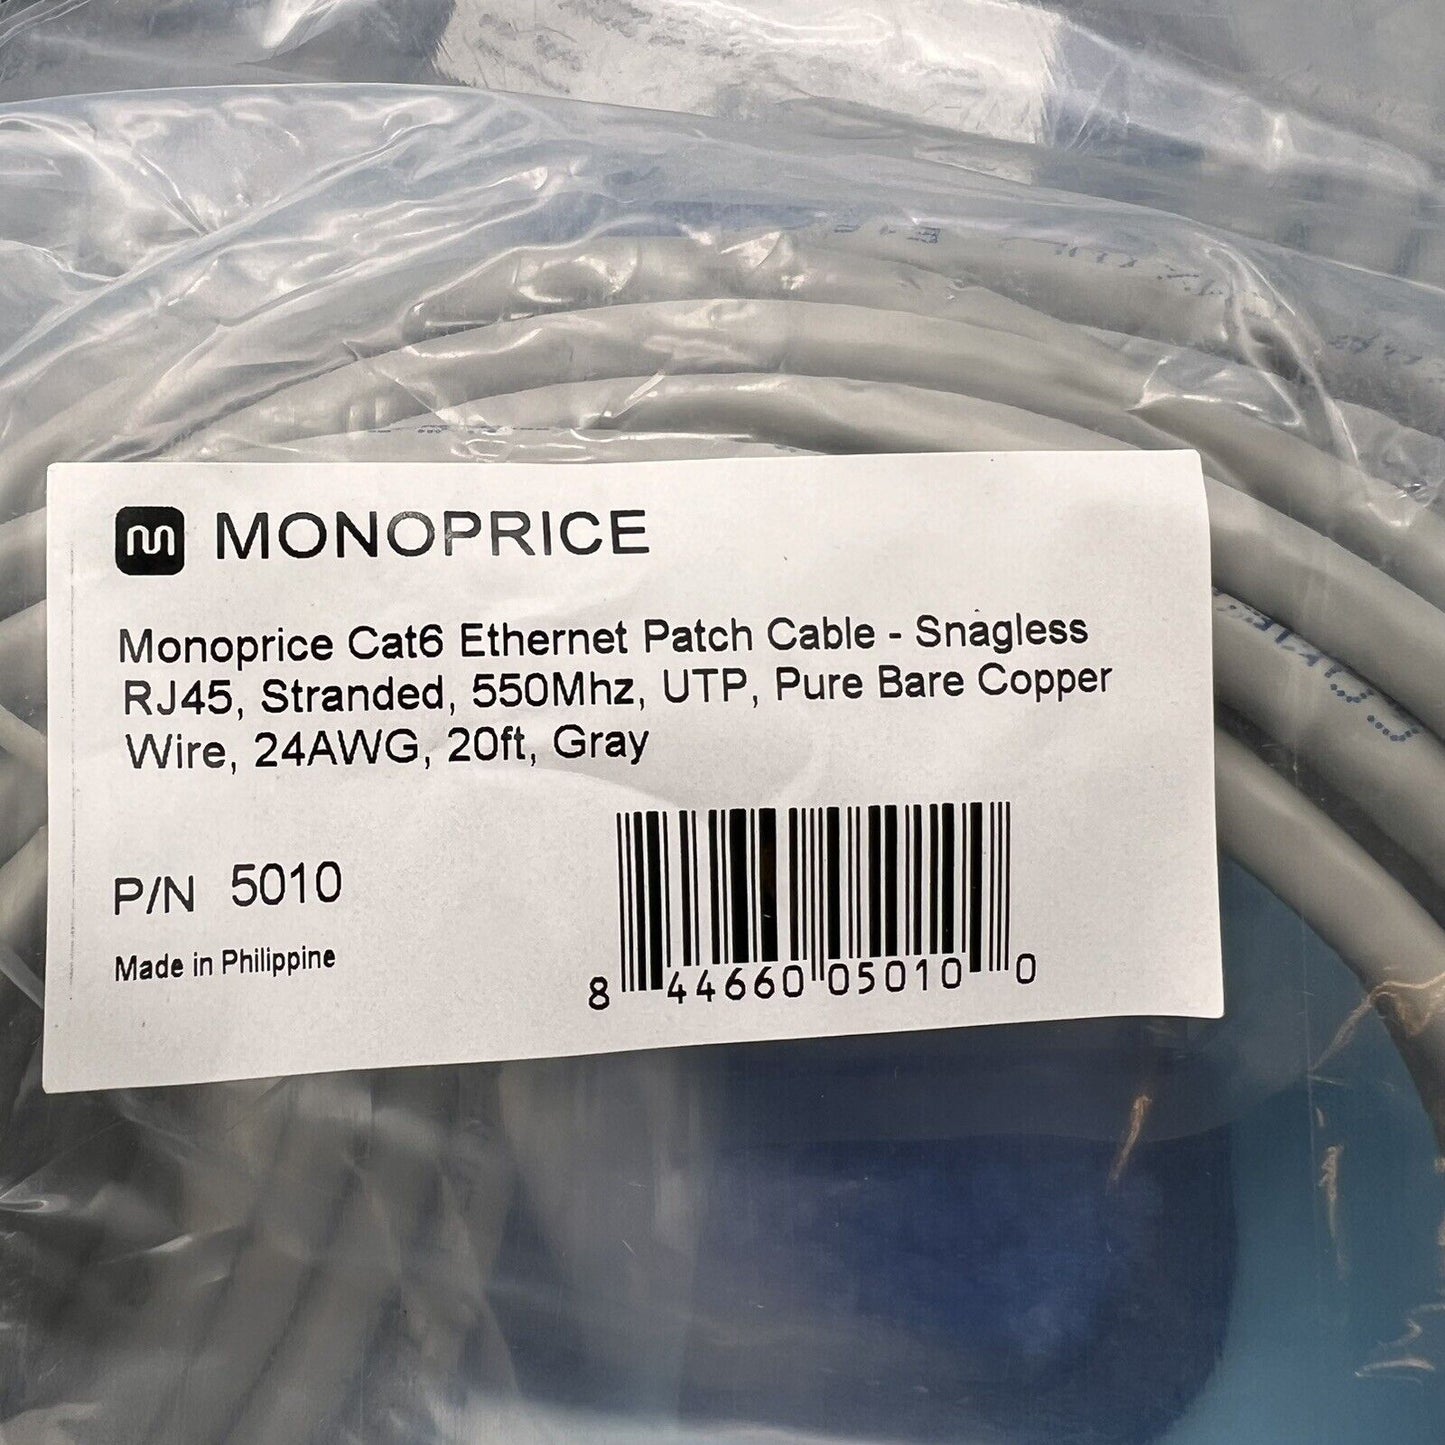 m MONOPRICE
Monoprice Cat6 Ethernet Patch Cable - Snagless
RJ45, Stranded, 550Mhz, UTP, Pure Bare Copper
Wire, 24AWG, 20ft, Gray
P/N 5010
Made in Philippine
8 44660 05010 0